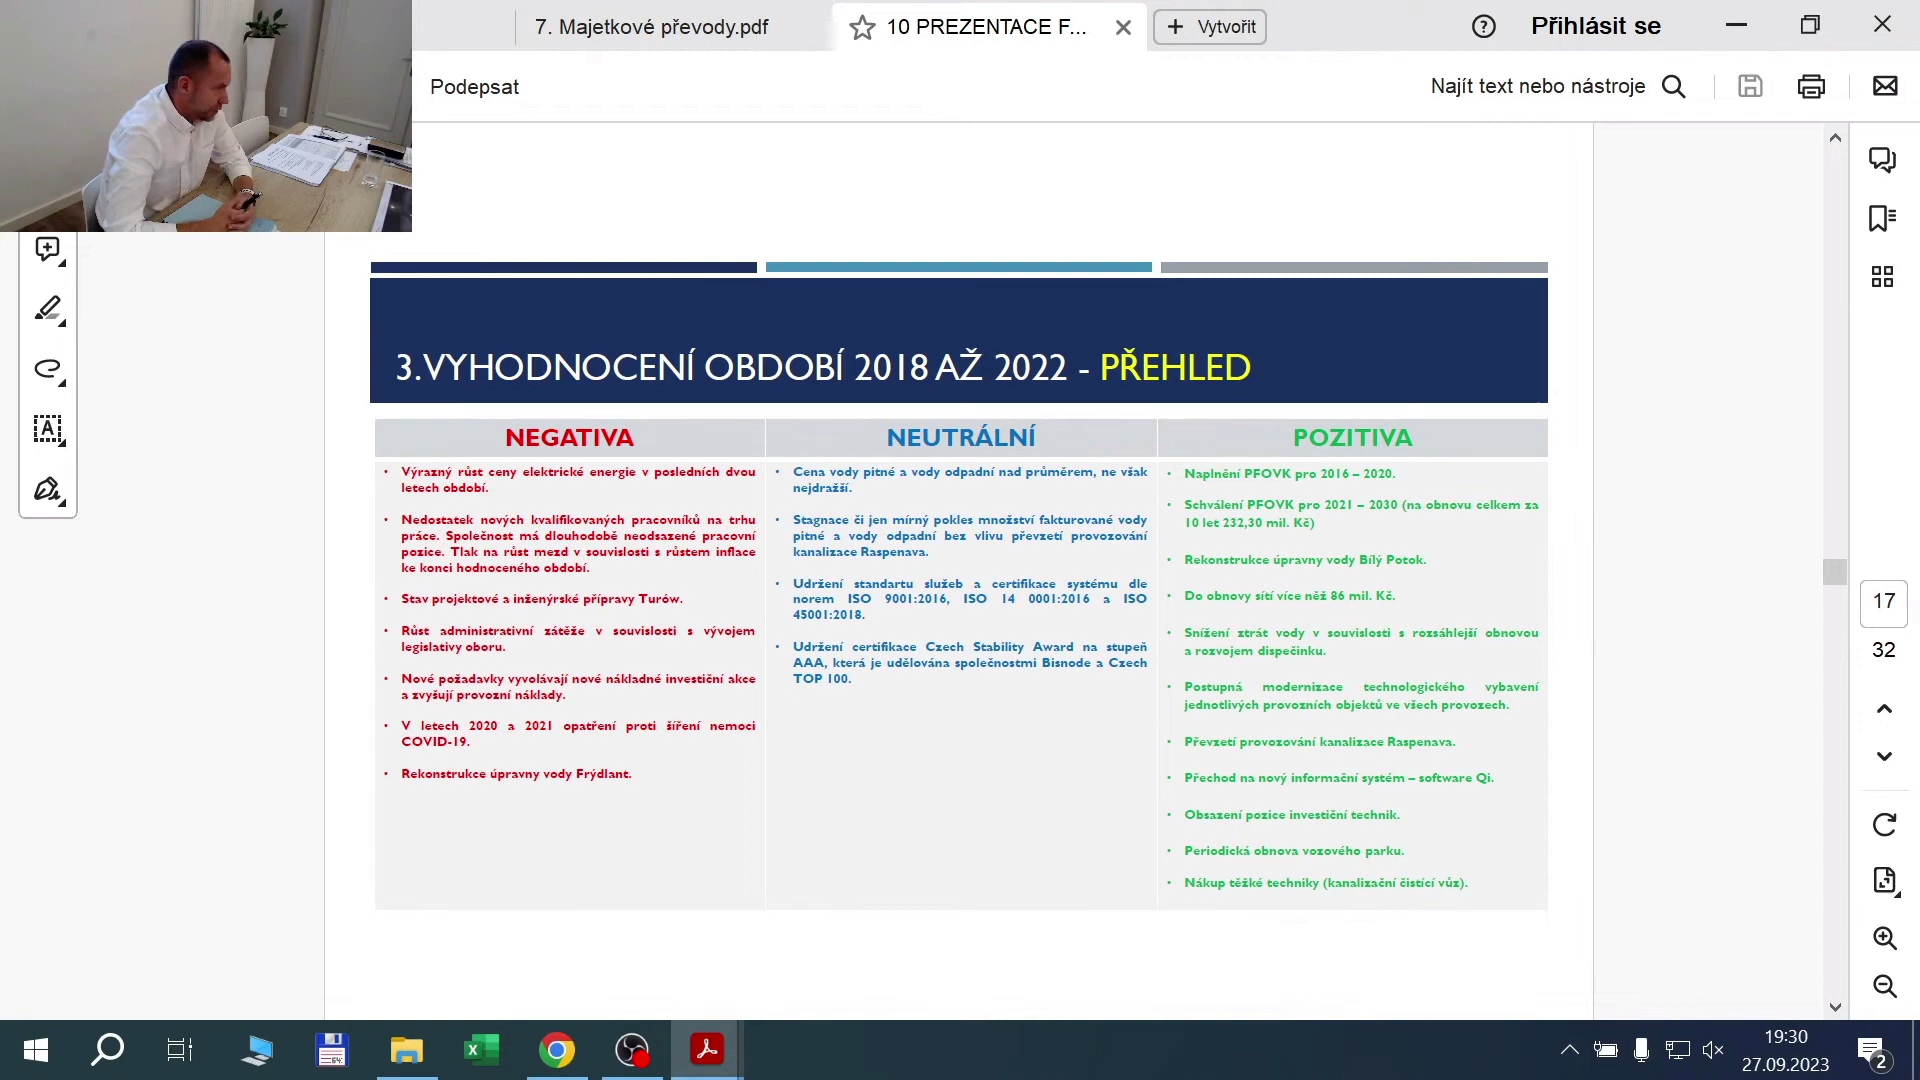 7. Majetkové převody.pdf
10 PREZENTACE F...
Vytvořit
Přihlásit se
Podepsat
Najít text nebo nástroje
3. VYHODNOCENÍ OBDOBÍ 2018 AŽ 2022 - PŘEHLED
NEGATIVA
• Výrazný růst ceny elektrické energie v posledních dvou
letech období.
• Nedostatek nových kvalifikovaných pracovníků na trhu
práce. Společnost má dlouhodobě neodsazené pracovní
pozice. Tlak na růst mezd v souvislosti s růstem inflace
ke konci hodnoceného období.
• Stav projektové a inženýrské přípravy Turów.
• Růst administrativní zátěže v souvislosti s vývojem
legislativy oboru.
• Nové požadavky vyvolávají nové nákladné investiční akce
a zvyšují provozní náklady.
• V letech 2020 a 2021 opatření proti šíření nemoci
COVID-19.
• Rekonstrukce úpravny vody Frýdlant.
NEUTRÁLNÍ
• Cena vody pitné a vody odpadní nad průměrem, ne však
nejdražší.
• Stagnace či jen mírný pokles množství fakturované vody
pitné a vody odpadní bez vlivu převzetí provozování
kanalizace Raspenava.
• Udržení standartu služeb a certifikace systému dle
norem ISO 9001:2016, ISO 14 0001:2016 a ISO
45001:2018.
• Udržení certifikace Czech Stability Award na stupeň
AAA, která je udělována společnostmi Bisnode a Czech
TOP 100.
POZITIVA
• Naplnění PFOVK pro 2016 – 2020.
• Schválení PFOVK pro 2021 – 2030 (na obnovu celkem za
10 let 232,30 mil. Kč)
• Rekonstrukce úpravny vody Bílý Potok.
• Do obnovy sítí více něž 86 mil. Kč.
• Snížení ztrát vody v souvislosti s rozsáhlejší obnovou
a rozvojem dispečinku.
• Postupná modernizace technologického vybavení
jednotlivých provozních objektů ve všech provozech.
• Převzetí provozování kanalizace Raspenava.
• Přechod na nový informační systém – software Qi.
• Obsazení pozice investiční technik.
• Periodická obnova vozového parku.
• Nákup těžké techniky (kanalizační čistící vůz).
17
32
19:30
27.09.2023
2